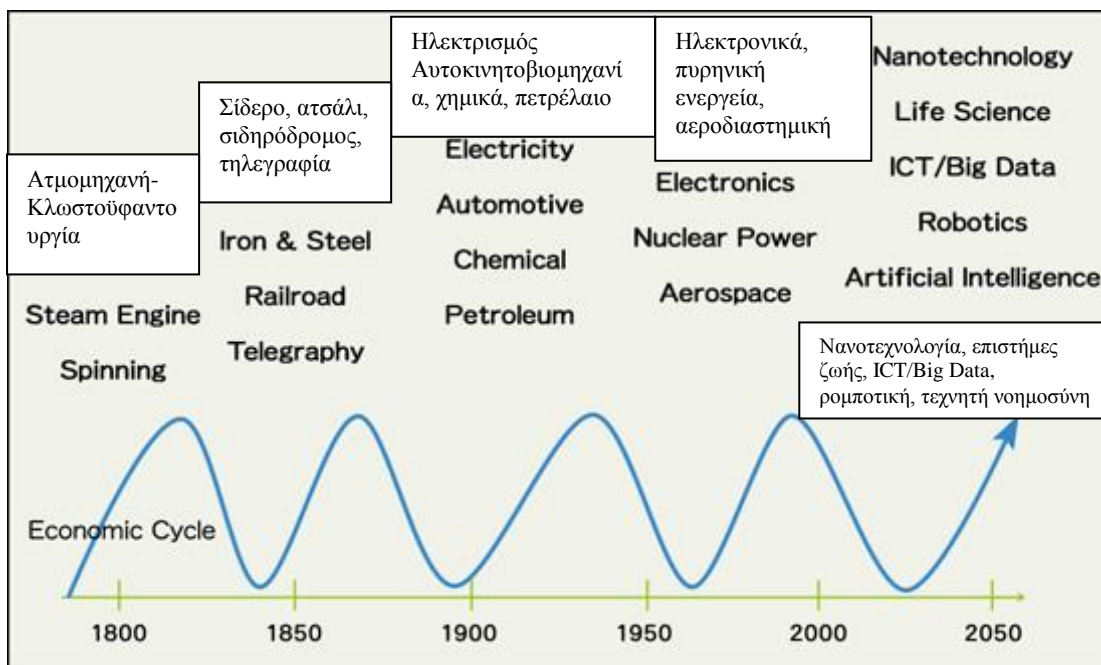 Ατμομηχανή-
Κλωστοϋφαντο
υργία
Steam Engine
Spinning
Σίδερο, ατσάλι,
σιδηρόδρομος,
τηλεγραφία
Iron & Steel
Railroad
Telegraphy
Ηλεκτρισμός
Αυτοκινητοβιομηχανί
α, χημικά, πετρέλαιο
Electricity
Automotive
Chemical
Petroleum
Ηλεκτρονικά,
πυρηνική
ενεργεία,
αεροδιαστημική
Electronics
Nuclear Power
Aerospace
Nanotechnology
Life Science
ICT/Big Data
Robotics
Artificial Intelligence
Νανοτεχνολογία, επιστήμες
ζωής, ICT/Big Data,
ρομποτική, τεχνητή νοημοσύνη
Economic Cycle
1800 1850 1900 1950 2000 2050